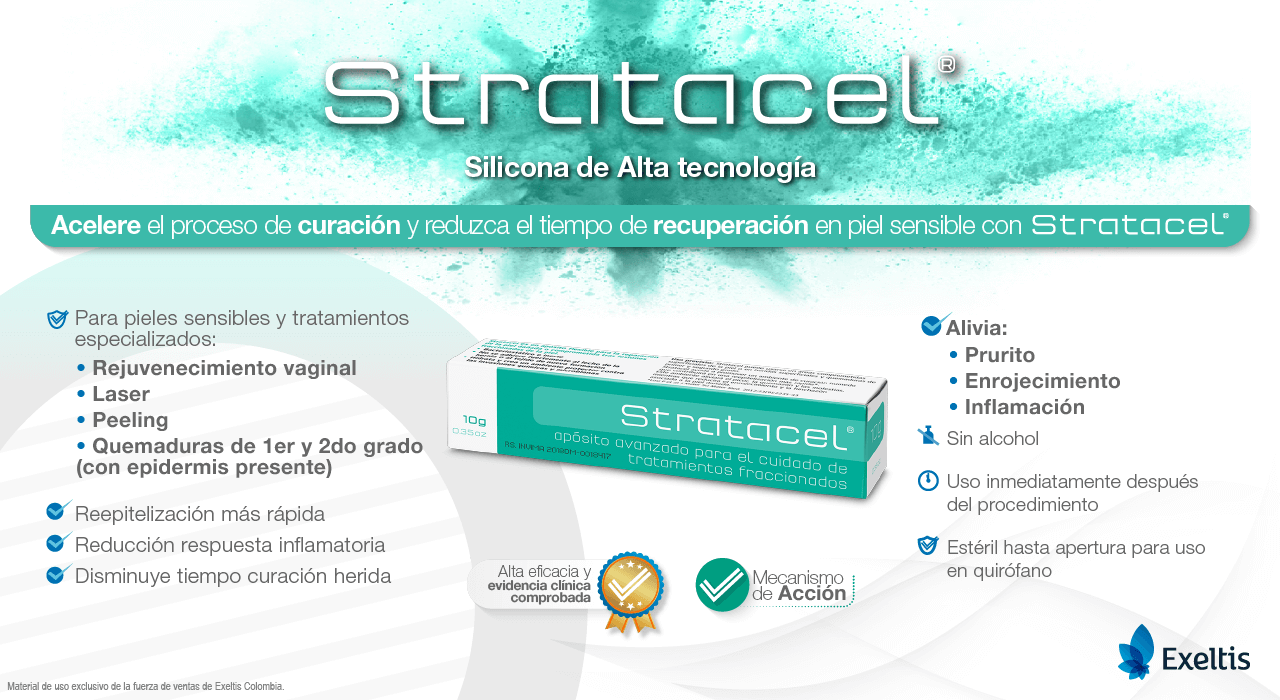 Stratacel®
Silicona de Alta tecnología
Acelere el proceso de curación y reduzca el tiempo de recuperación en piel sensible con Stratacel®
Para pieles sensibles y tratamientos
especializados:
• Rejuvenecimiento vaginal
• Laser
• Peeling
• Quemaduras de 1er y 2do grado
(con epidermis presente)
Reepitelización más rápida
Reducción respuesta inflamatoria
Disminuye tiempo curación herida
10g
0.35oz
Stratacel®
apósito avanzado para el cuidado de
tratamientos fraccionados
10g
Alta eficacia y
evidencia clínica
comprobada
Mecanismo
de Acción
Alivia:
• Prurito
• Enrojecimiento
• Inflamación
Sin alcohol
Uso inmediatamente después
del procedimiento
Estéril hasta apertura para uso
en quirófano
Exeltis
Material de uso exclusivo de la fuerza de ventas de Exeltis Colombia.